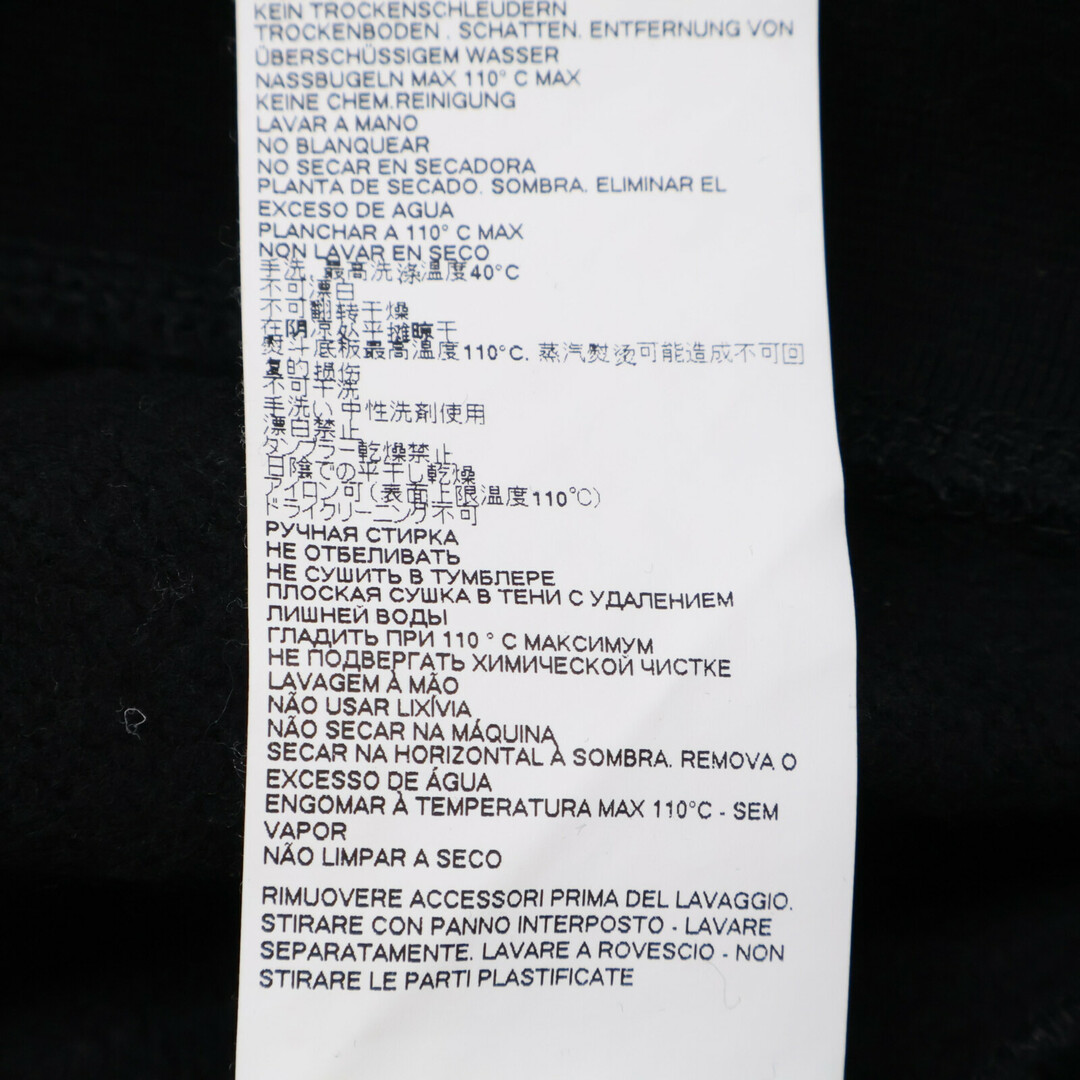 KEIN TROCKENSCHLEUDERN
TROCKENBODEN . SCHATTEN. ENTFERNUNG VON
ÜBERSCHÜSSIGEM WASSER
NASSBUGELN MAX 110° C MAX
KEINE CHEM.REINIGUNG
LAVAR A MANO
NO BLANQUEAR
NO SECAR EN SECADORA
PLANTA DE SECADO. SOMBRA. ELIMINAR EL
EXCESO DE AGUA
PLANCHAR A 110° C MAX
NON LAVAR EN SECO
手洗,最高洗涤温度40°C
不可漂白
不可翻转干燥
在阴凉处平摊晾干
熨斗底板最高温度110°C. 蒸汽熨烫可能造成不可回
复的损伤
不可干洗
手洗い 中性洗剤使用
漂白禁止
タンブラー乾燥禁止
日陰での平干し乾燥
アイロン可(表面上限温度110°C)
ドライクリーニング不可
РУЧНАЯ СТИРКА
НЕ ОТБЕЛИВАТЬ
НЕ СУШИТЬ В ТУМБЛЕРЕ
ПЛОСКАЯ СУШКА В ТЕНИ С УДАЛЕНИЕМ
ЛИШНЕЙ ВОДЫ
ГЛАДИТЬ ПРИ 110 ° С МАКСИМУМ
НЕ ПОДВЕРГАТЬ ХИМИЧЕСКОЙ ЧИСТКЕ
LAVAGEM À MÃO
NÃO USAR LIXÍVIA
NÃO SECAR NA MÁQUINA
SECAR NA HORIZONTAL À SOMBRA. REMOVA O
EXCESSO DE ÁGUA
ENGOMAR À TEMPERATURA MAX 110°C - SEM
VAPOR
NÃO LIMPAR A SECO
RIMUOVERE ACCESSORI PRIMA DEL LAVAGGIO.
STIRARE CON PANNO INTERPOSTO - LAVARE
SEPARATAMENTE. LAVARE A ROVESCIO - NON
STIRARE LE PARTI PLASTIFICATE